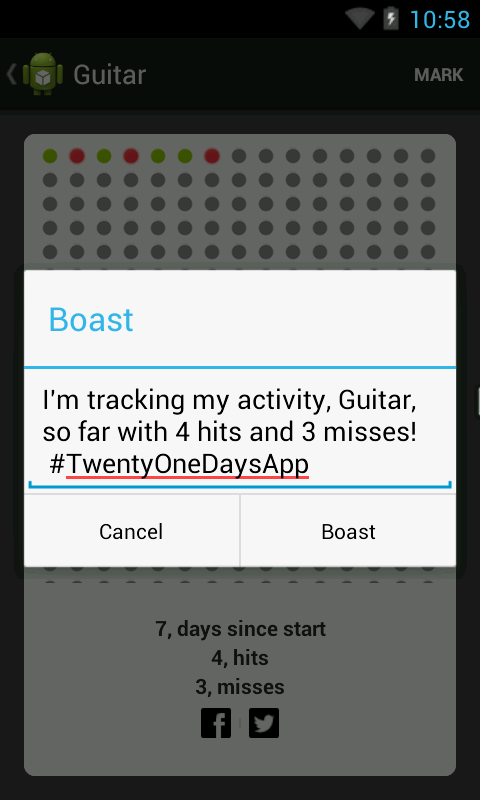 10:58
Guitar
MARK
Boast
I'm tracking my activity, Guitar,
so far with 4 hits and 3 misses!
#TwentyOneDaysApp
Cancel Boast
7, days since start
4, hits
3, misses